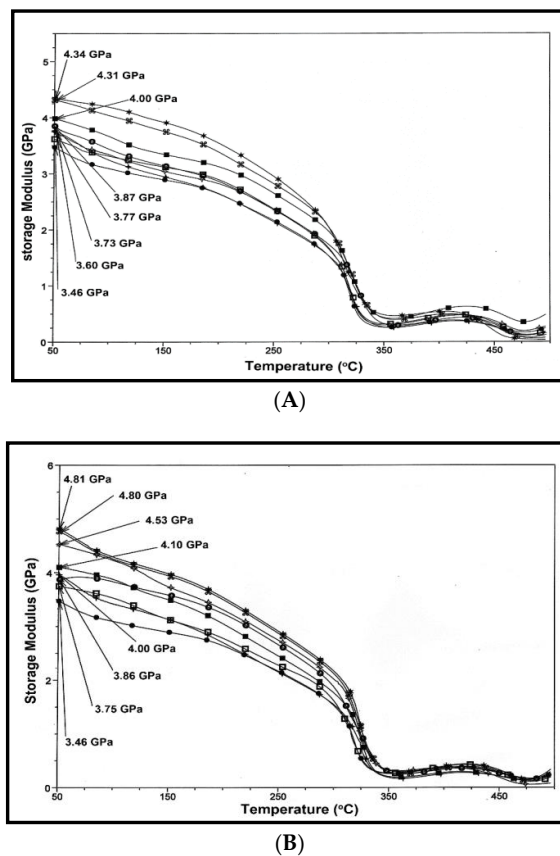 5
4.34 GPa
4.31 GPa
4.00 GPa
4
3
3.87 GPa
3.77 GPa
2
3.73 GPa
3.60 GPa
1
3.46 GPa
0
storage Modulus (GPa)
50 150 250 350 450
Temperature (°C)
(A)
6
4.81 GPa
4.80 GPa
4.53 GPa
4.10 GPa
4
4.00 GPa
2
3.86 GPa
3.75 GPa
3.46 GPa
0
Storage Modulus (GPa)
50 150 250 350 450
Temperature (°C)
(B)